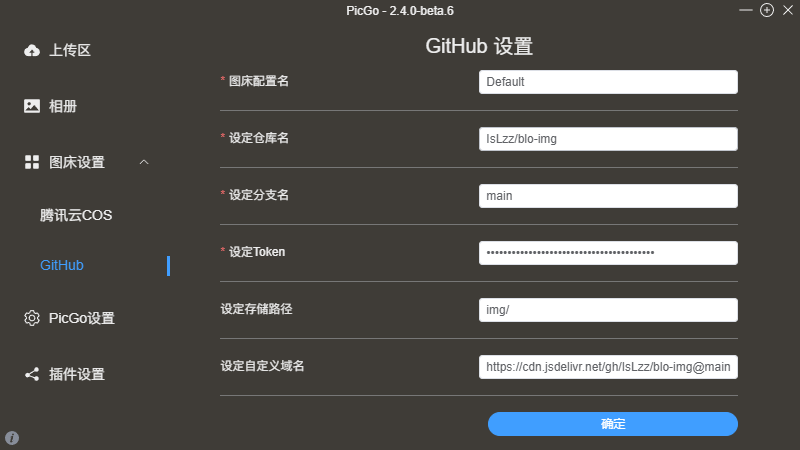 PicGo - 2.4.0-beta.6
上传区
相册
图床设置
腾讯云COS
GitHub
PicGo设置
插件设置
GitHub 设置
* 图床配置名
Default
* 设定仓库名
IsLzz/blo-img
* 设定分支名
main
* 设定Token
••••••••••••••••••••••••••••••••••••••••
设定存储路径
img/
设定自定义域名
https://cdn.jsdelivr.net/gh/IsLzz/blo-img@main
确定